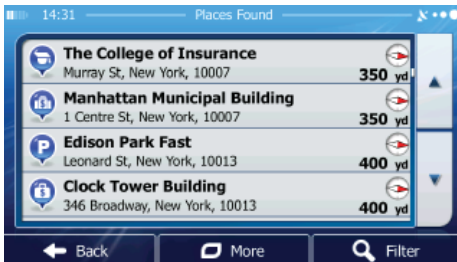 14:31 Places Found
The College of Insurance
Murray St, New York, 10007 350 yd
Manhattan Municipal Building
1 Centre St, New York, 10007 350 yd
Edison Park Fast
Leonard St, New York, 10013 400 yd
Clock Tower Building
346 Broadway, New York, 10013 400 yd
Back More Filter